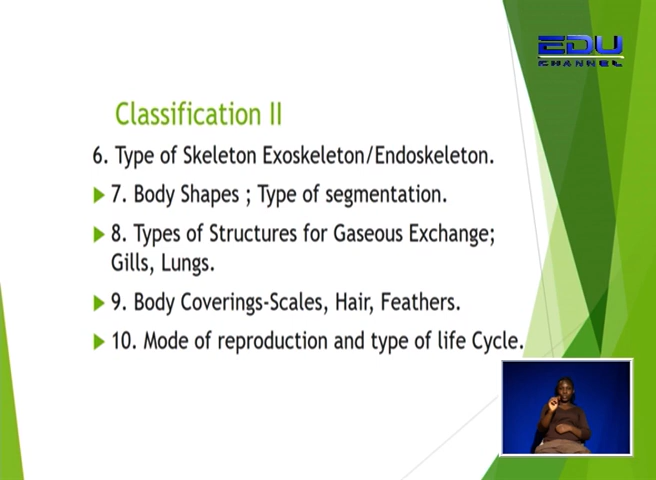 EDU
CHANNEL
Classification II
6. Type of Skeleton Exoskeleton/Endoskeleton.
7. Body Shapes ; Type of segmentation.
8. Types of Structures for Gaseous Exchange;
Gills, Lungs.
9. Body Coverings-Scales, Hair, Feathers.
10. Mode of reproduction and type of life Cycle.